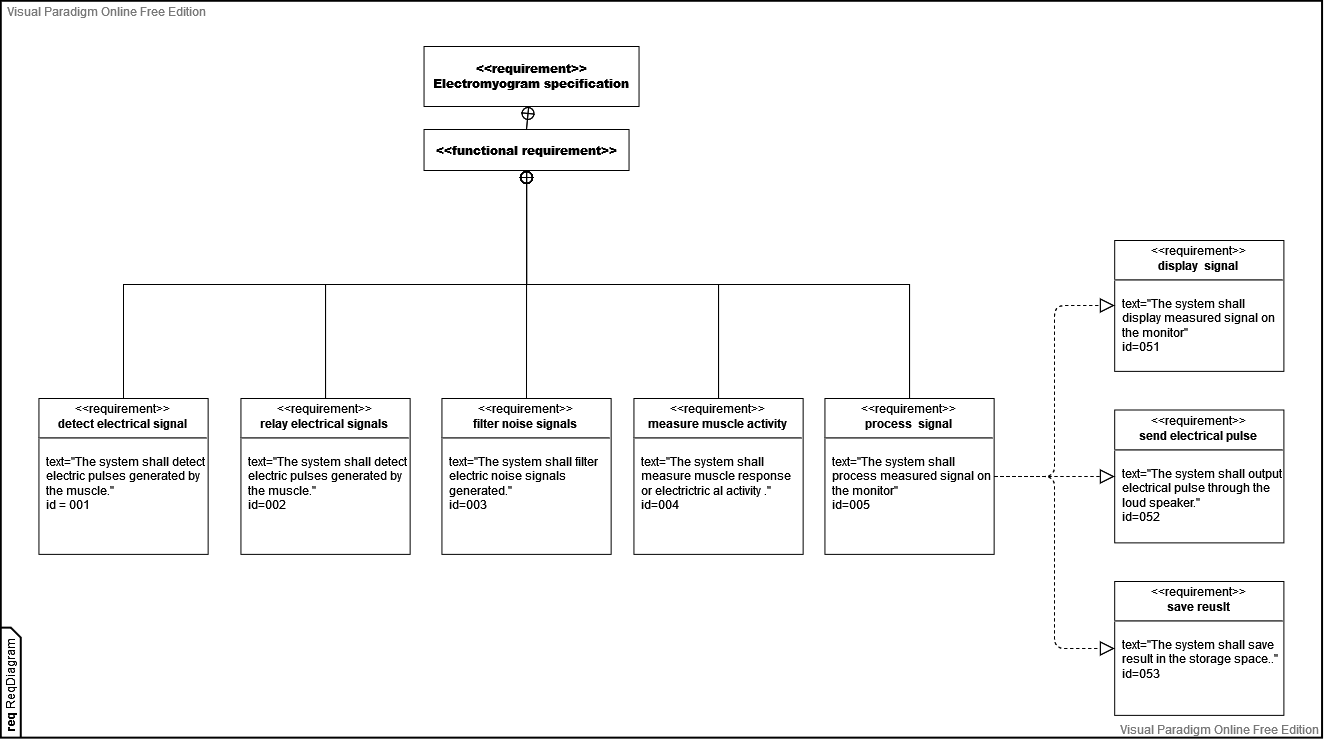 Visual Paradigm Online Free Edition
<<requirement>>
Electromyogram specification
<<functional requirement>>
<<requirement>>
display  signal
text="The system shall
display measured signal on
the monitor"
id=051
<<requirement>>
detect electrical signal
text="The system shall detect
electric pulses generated by
the muscle."
id = 001
<<requirement>>
relay electrical signals
text="The system shall detect
electric pulses generated by
the muscle."
id=002
<<requirement>>
filter noise signals
text="The system shall filter
electric noise signals
generated."
id=003
<<requirement>>
measure muscle activity
text="The system shall
measure muscle response
or electrictric al activity ."
id=004
<<requirement>>
process  signal
text="The system shall
process measured signal on
the monitor"
id=005
<<requirement>>
send electrical pulse
text="The system shall output
electrical pulse through the
loud speaker."
id=052
<<requirement>>
save reuslt
text="The system shall save
result in the storage space.."
id=053
req ReqDiagram
Visual Paradigm Online Free Edition